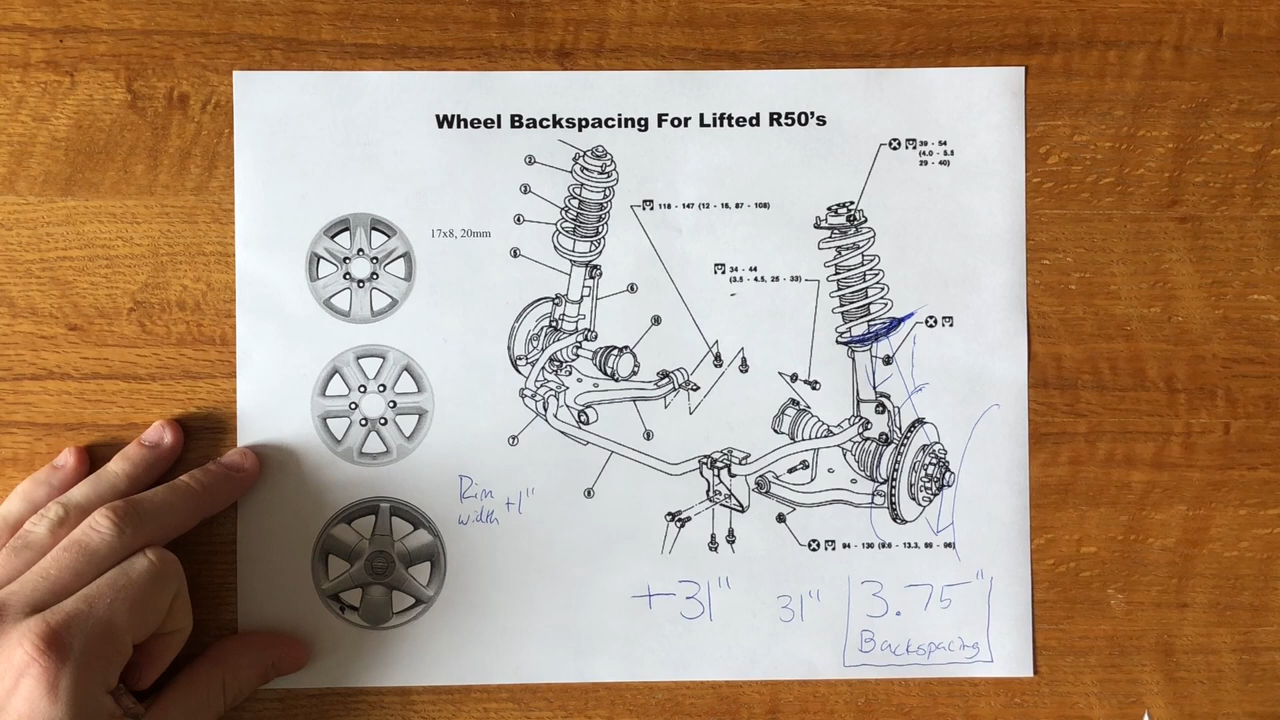 Wheel Backspacing For Lifted R50's
39 - 54
(4.0 - 5.5
29 - 40)
2
3
4
118 - 147 (12 - 15, 87 - 108)
17x8, 20mm
5
34 - 44
(3.5 - 4.5, 25 - 33)
6
7
9
8
Rim
width +1"
94 - 130 (9.6 - 13.3, 69 - 96)
+31" 31" 3.75"
Backspacing